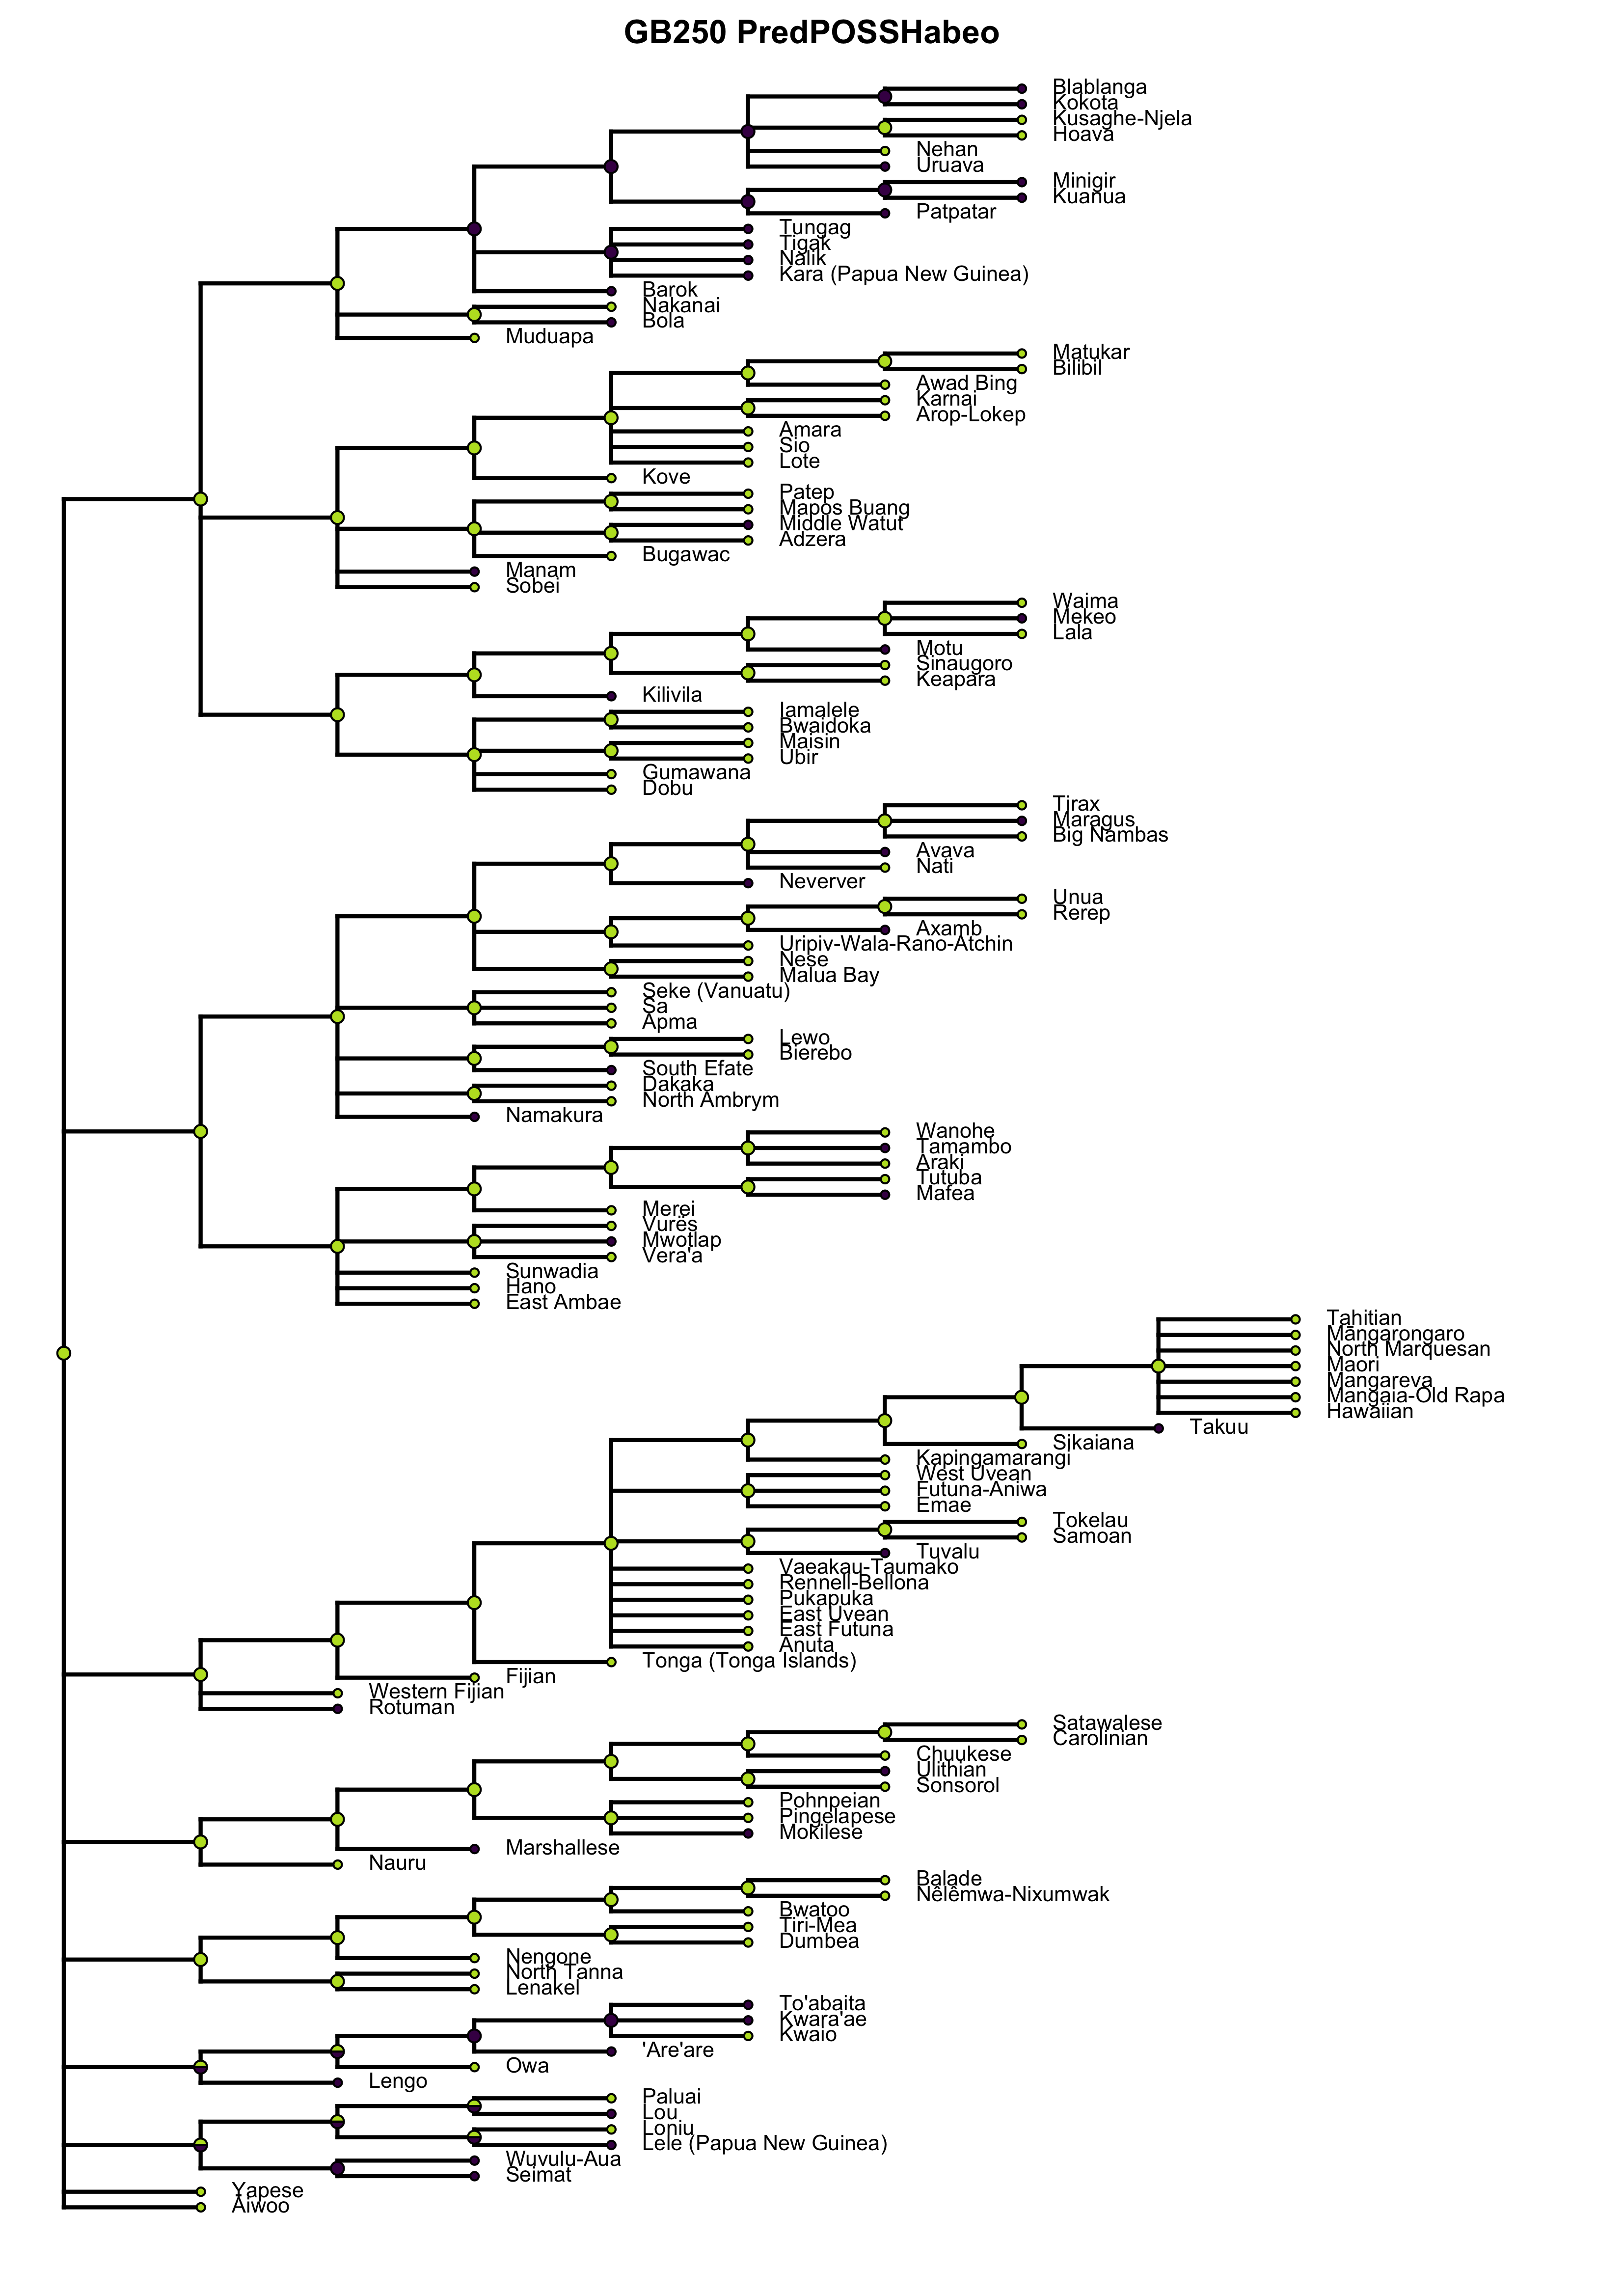 GB250 PredPOSSHabeo
Blablanga
Kokota
Kusaghe-Njela
Hoava
Nehan
Uruava
Minigir
Kuanua
Patpatar
Tungag
Tigak
Nalik
Kara (Papua New Guinea)
Barok
Nakanai
Bola
Muduapa
Matukar
Bilibil
Awad Bing
Karnai
Arop-Lokep
Amara
Sio
Lote
Kove
Patep
Mapos Buang
Middle Watut
Adzera
Bugawac
Manam
Sobei
Waima
Mekeo
Lala
Motu
Sinaugoro
Keapara
Kilivila
Iamalele
Bwaidoka
Maisin
Ubir
Gumawana
Dobu
Tirax
Maragus
Big Nambas
Avava
Nati
Neverver
Unua
Rerep
Axamb
Uripiv-Wala-Rano-Atchin
Nese
Malua Bay
Seke (Vanuatu)
Sa
Apma
Lewo
Bierebo
South Efate
Dakaka
North Ambrym
Namakura
Wanohe
Tamambo
Araki
Tutuba
Mafea
Merei
Vurës
Mwotlap
Vera'a
Sunwadia
Hano
East Ambae
Tahitian
Māngarongaro
North Marquesan
Maori
Mangareva
Mangaia-Old Rapa
Hawaiian
Takuu
Sikaiana
Kapingamarangi
West Uvean
Futuna-Aniwa
Emae
Tokelau
Samoan
Tuvalu
Vaeakau-Taumako
Rennell-Bellona
Pukapuka
East Uvean
East Futuna
Anuta
Tonga (Tonga Islands)
Fijian
Western Fijian
Rotuman
Satawalese
Carolinian
Chuukese
Ulithian
Sonsorol
Pohnpeian
Pingelapese
Mokilese
Marshallese
Nauru
Balade
Nêlêmwa-Nixumwak
Bwatoo
Tiri-Mea
Dumbea
Nengone
North Tanna
Lenakel
To'abaita
Kwara'ae
Kwaio
'Are'are
Owa
Lengo
Paluai
Lou
Loniu
Lele (Papua New Guinea)
Wuvulu-Aua
Seimat
Yapese
Äiwoo